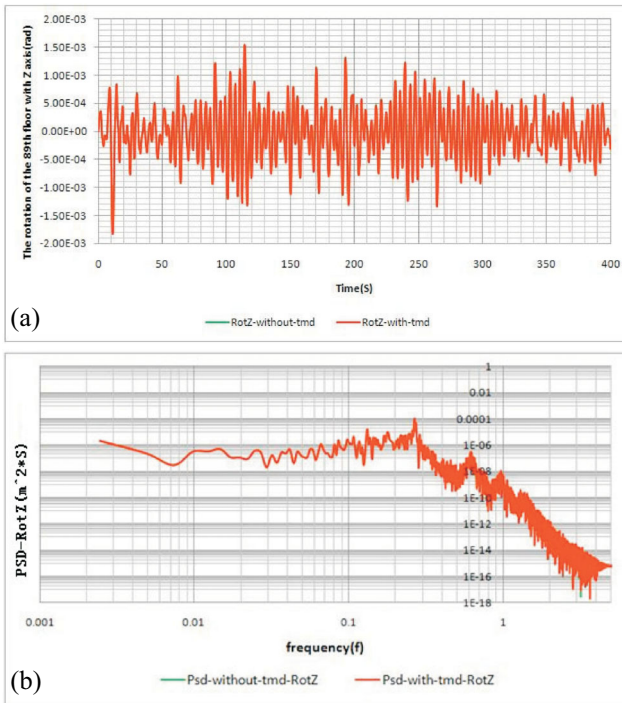 The rotation of the 89th floor with Z axis(rad)
2.00E-03
1.50E-03
1.00E-03
5.00E-04
0.00E+00
-5.00E-04
-1.00E-03
-1.50E-03
-2.00E-03
0 50 100 150 200 250 300 350 400
Time(S)
RotZ-without-tmd RotZ-with-tmd
(a)
PSD-RotZ(m^2*S)
1
0.01
0.0001
1E-06
1E-08
1E-10
1E-12
1E-14
1E-16
1E-18
0.001 0.01 0.1 1
frequency(f)
Psd-without-tmd-RotZ Psd-with-tmd-RotZ
(b)